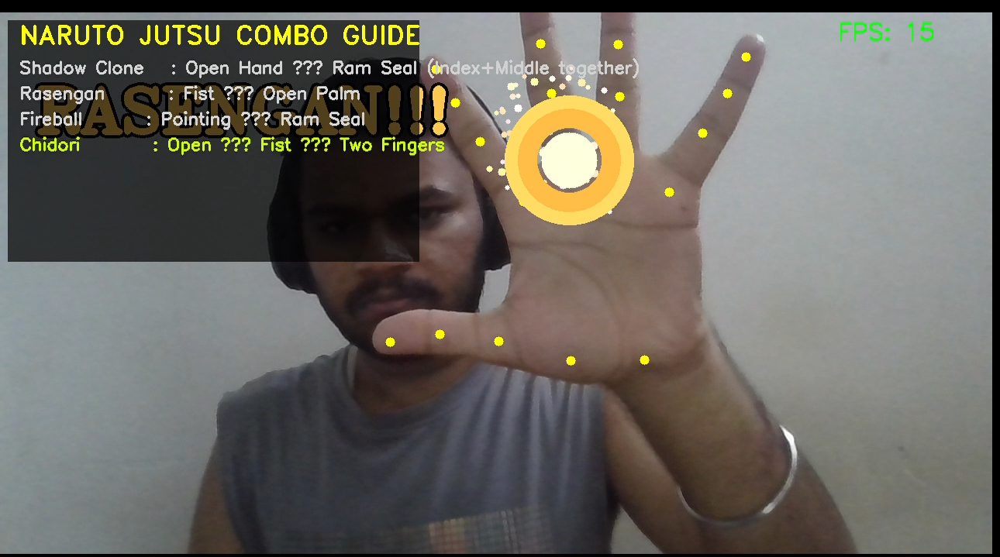 NARUTO JUTSU COMBO GUIDE
FPS: 15
Shadow Clone : Open Hand ??? Ram Seal (Index+Middle together)
Rasengan : Fist ??? Open Palm
RASENGAN!!!
Fireball : Pointing ??? Ram Seal
Chidori : Open ??? Fist ??? Two Fingers